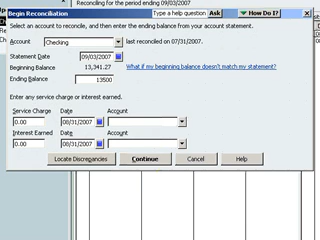 Reconciling for the period ending 09/03/2007
Begin Reconciliation
Type a help question Ask How Do I?
Select an account to reconcile, and then enter the ending balance from your account statement.
Account Checking last reconciled on 07/31/2007.
Statement Date 09/03/2007
Beginning Balance 13,341.27 What if my beginning balance doesn't match my statement?
Ending Balance 13500
Enter any service charge or interest earned.
Service Charge Date Account
0.00 08/31/2007
Interest Earned Date Account
0.00 08/31/2007
Locate Discrepancies Continue Cancel Help